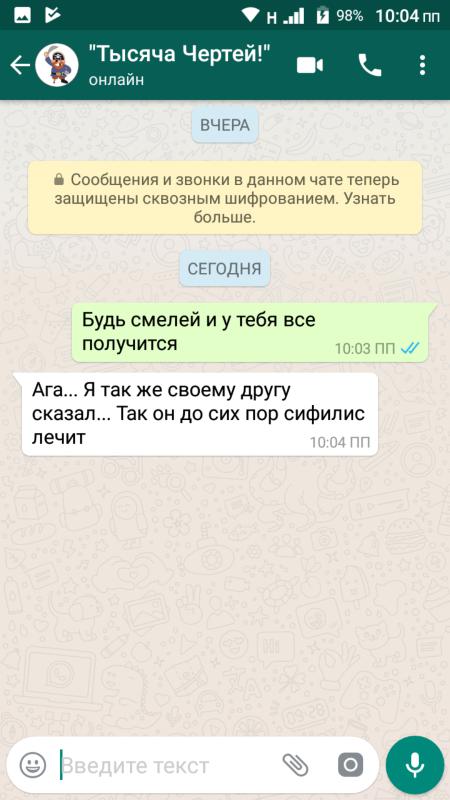 Н 98% 10:04 ПП
"Тысяча Чертей!"
онлайн
ВЧЕРА
Сообщения и звонки в данном чате теперь
защищены сквозным шифрованием. Узнать
больше.
СЕГОДНЯ
Будь смелей и у тебя все
получится
10:03 ПП
Ага... Я так же своему другу
сказал... Так он до сих пор сифилис
лечит
10:04 ПП
Введите текст